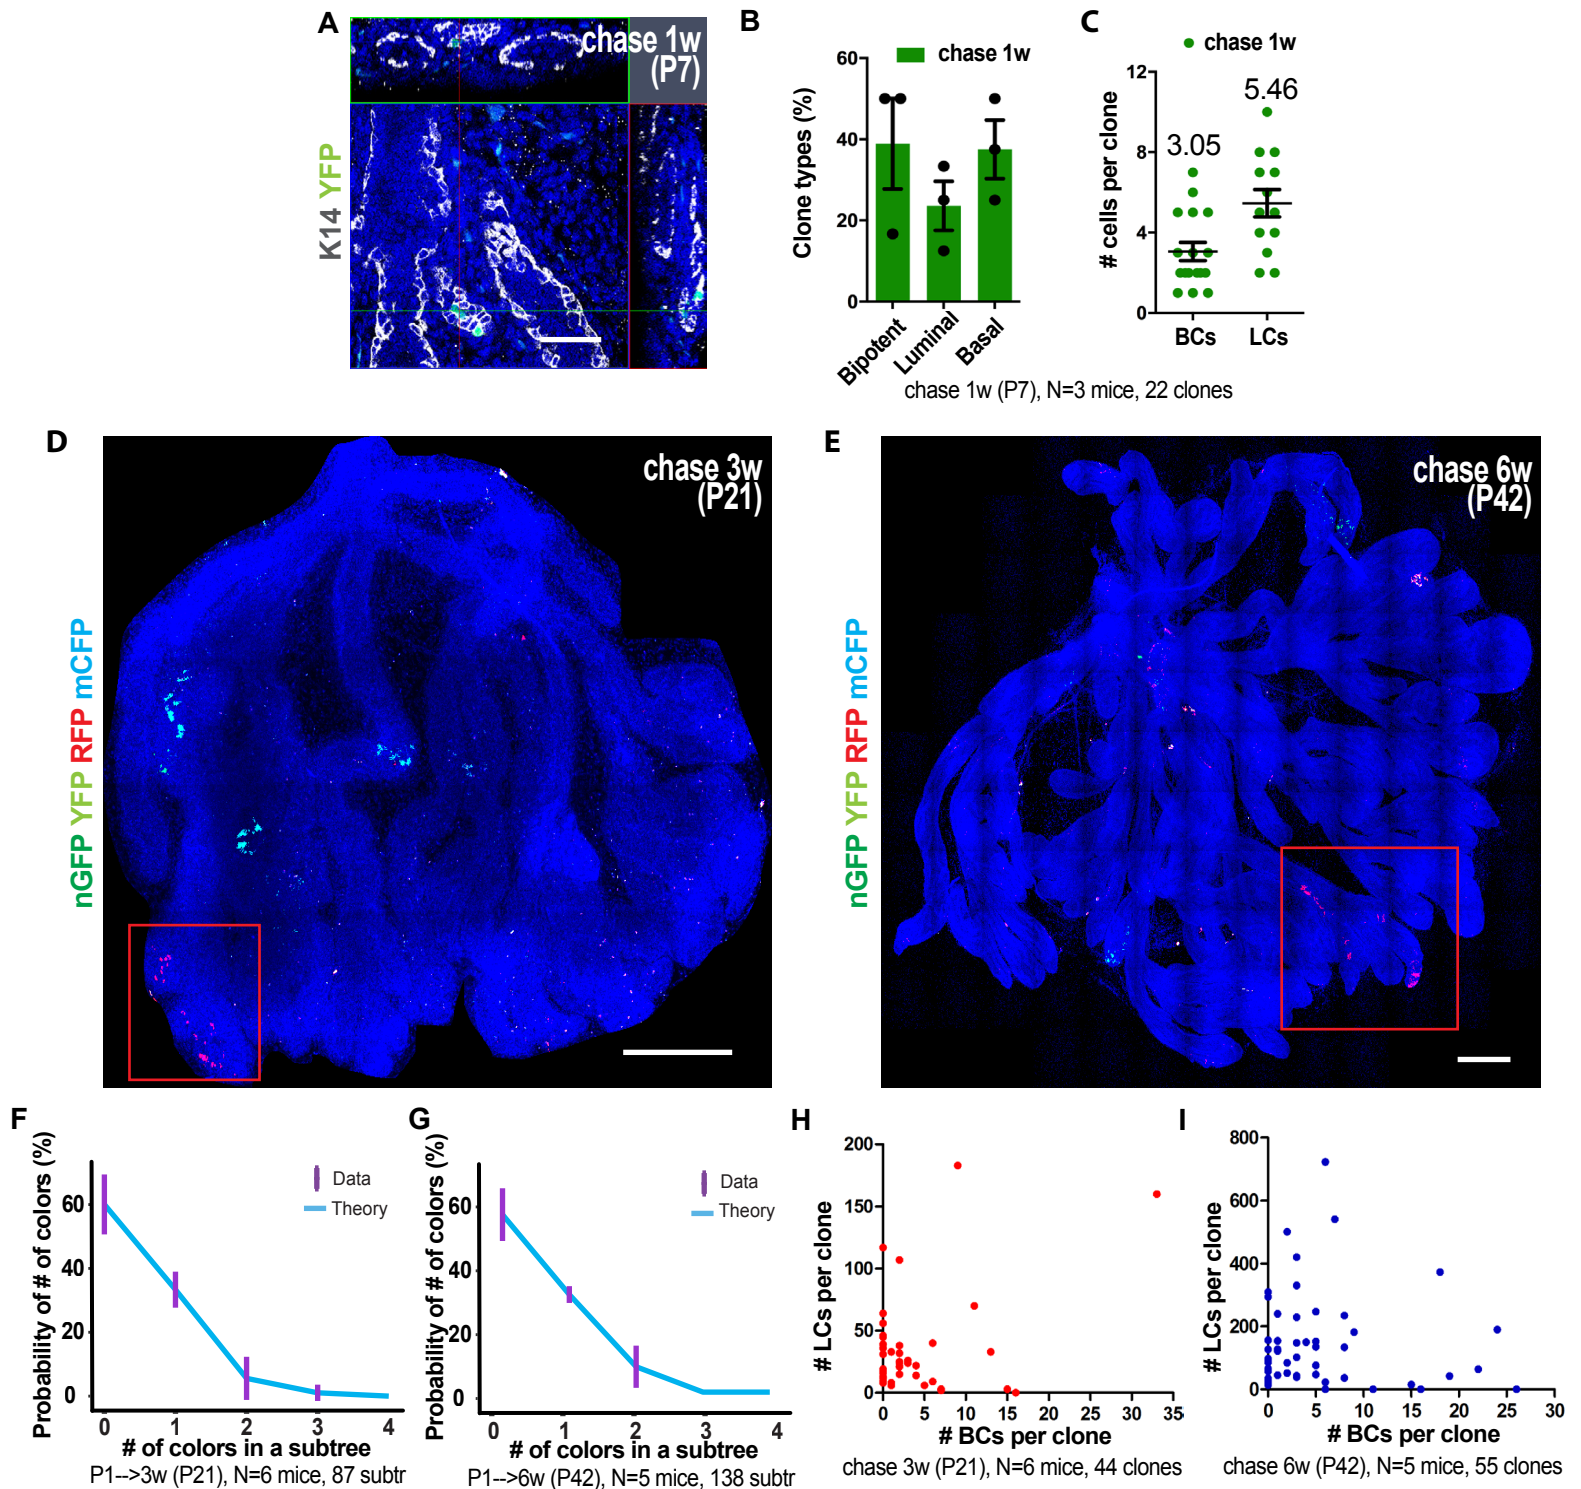 A
chase 1w
(P7)
K14 YFP
B
chase 1w
Clone types (%)
60
40
20
0
Bipotent
Luminal
Basal
C
chase 1w
# cells per clone
12
8
4
0
3.05
5.46
BCs
LCs
chase 1w (P7), N=3 mice, 22 clones
D
chase 3w
(P21)
nGFP YFP RFP mCFP
E
chase 6w
(P42)
nGFP YFP RFP mCFP
F
Probability of # of colors (%)
60
40
20
0
Data
Theory
0 1 2 3 4
# of colors in a subtree
P1-->3w (P21), N=6 mice, 87 subtr
G
Probability of # of colors (%)
60
40
20
0
Data
Theory
0 1 2 3 4
# of colors in a subtree
P1-->6w (P42), N=5 mice, 138 subtr
H
# LCs per clone
200
150
100
50
0
0 5 10 15 20 25 30 35
# BCs per clone
chase 3w (P21), N=6 mice, 44 clones
I
# LCs per clone
800
600
400
200
0
0 5 10 15 20 25 30
# BCs per clone
chase 6w (P42), N=5 mice, 55 clones